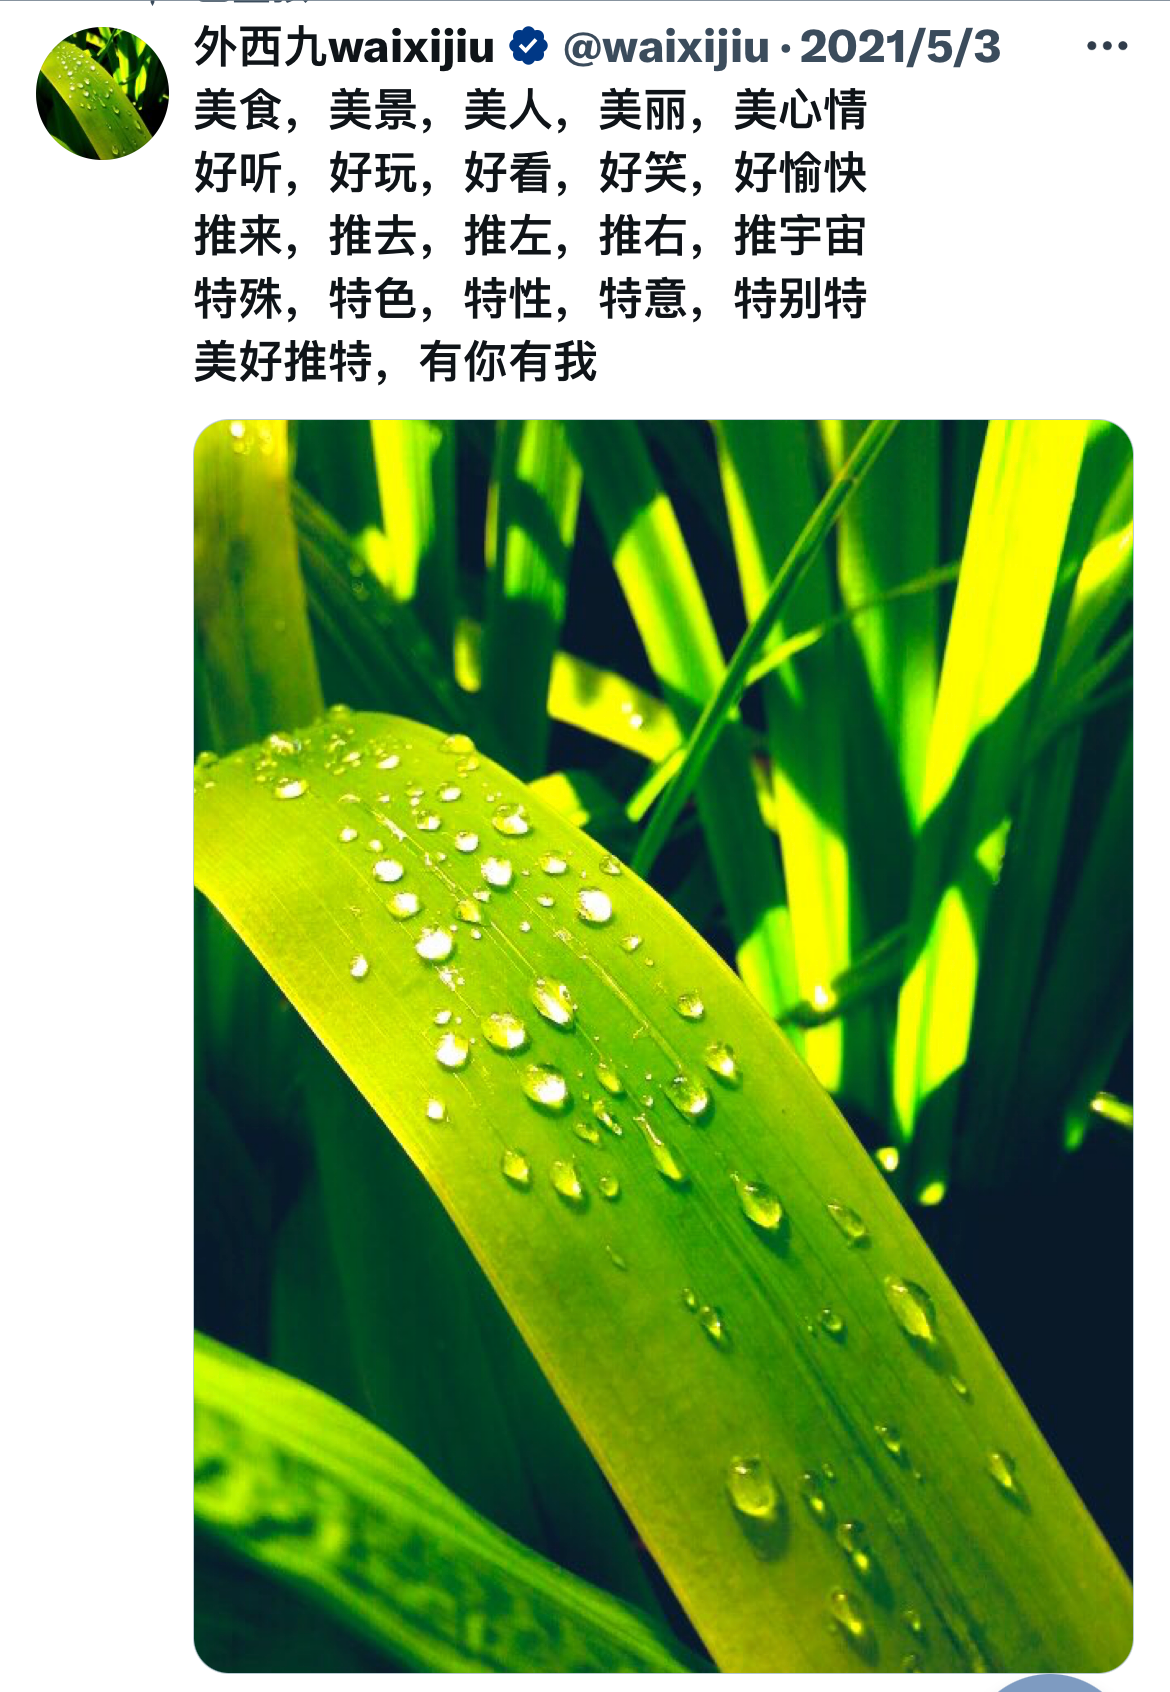 外西九waixijiu @waixijiu · 2021/5/3
美食，美景，美人，美丽，美心情
好听，好玩，好看，好笑，好愉快
推来，推去，推左，推右，推宇宙
特殊，特色，特性，特意，特别特
美好推特，有你有我